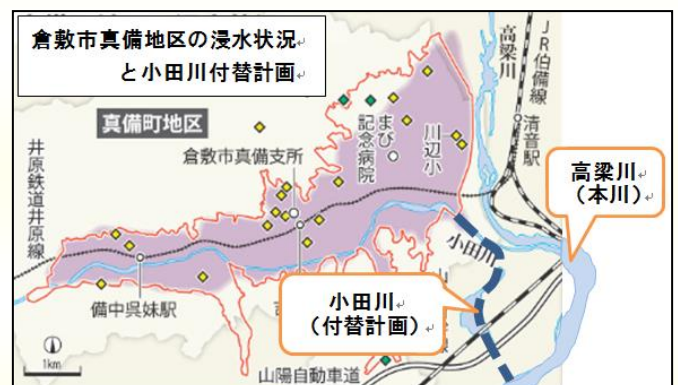 倉敷市真備地区の浸水状況
と小田川付替計画
真備町地区
井原鉄道井原線
倉敷市真備支所
まび
記念病院
川辺小
高梁川
JR伯備線
清音駅
高梁川
（本川）
小田川
小田川
（付替計画）
備中呉妹駅
山陽自動車道
1km